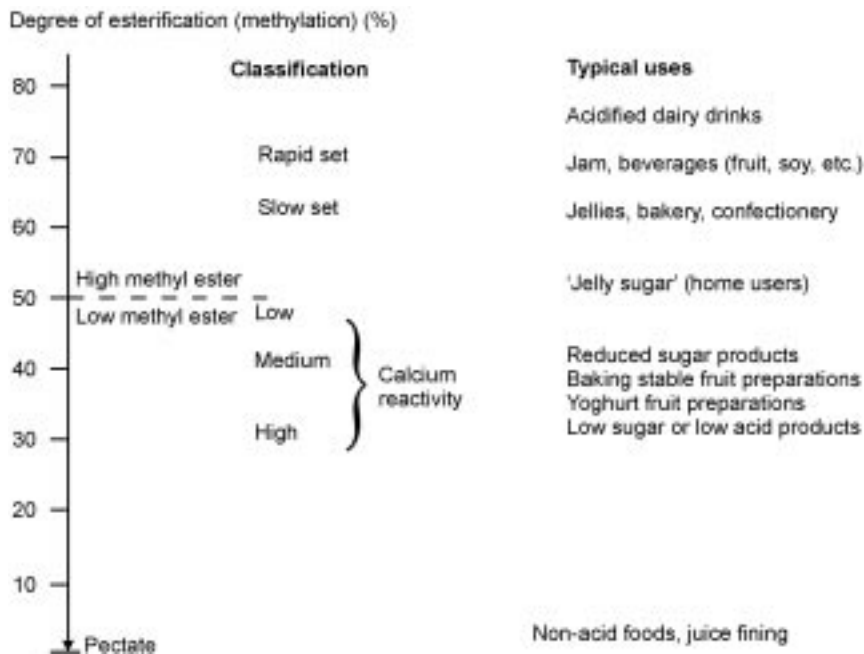 Degree of esterification (methylation) (%)
Classification
Typical uses
80
Acidified dairy drinks
70
Rapid set
Jam, beverages (fruit, soy, etc.)
Slow set
Jellies, bakery, confectionery
60
High methyl ester
'Jelly sugar' (home users)
50
Low methyl ester
Low
40
Medium
Calcium
reactivity
Reduced sugar products
Baking stable fruit preparations
Yoghurt fruit preparations
Low sugar or low acid products
High
30
20
10
Pectate
Non-acid foods, juice fining